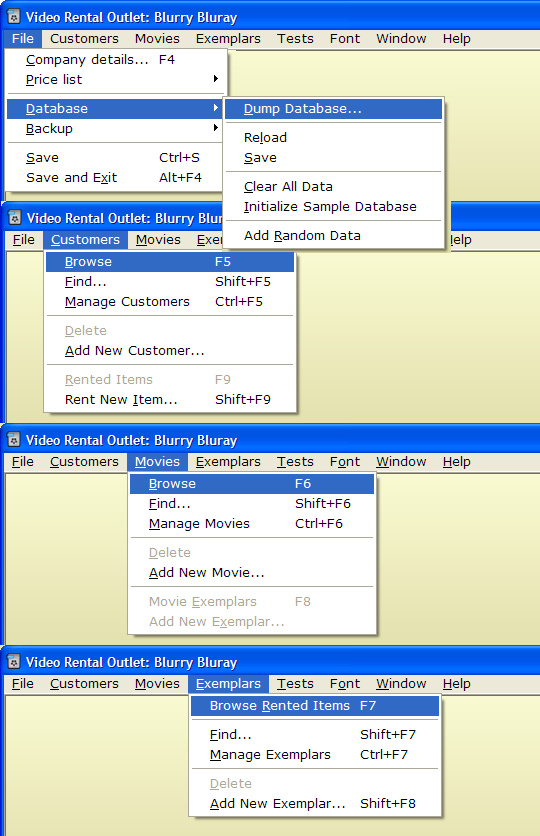 Video Rental Outlet: Blurry Bluray
File Customers Movies Exemplars Tests Font Window Help
Company details... F4
Price list
Database
Dump Database...
Backup
Reload
Save Ctrl+S
Save
Save and Exit Alt+F4
Clear All Data
Initialize Sample Database
Add Random Data
Video Rental Outlet: Blurry Blu
File Customers Movies Exe elp
Browse F5
Find... Shift+F5
Manage Customers Ctrl+F5
Delete
Add New Customer...
Rented Items F9
Rent New Item... Shift+F9
Video Rental Outlet: Blurry Bluray
File Customers Movies Exemplars Tests Font Window Help
Browse F6
Find... Shift+F6
Manage Movies Ctrl+F6
Delete
Add New Movie...
Movie Exemplars F8
Add New Exemplar...
Video Rental Outlet: Blurry Bluray
File Customers Movies Exemplars Tests Font Window Help
Browse Rented Items F7
Find... Shift+F7
Manage Exemplars Ctrl+F7
Delete
Add New Exemplar... Shift+F8